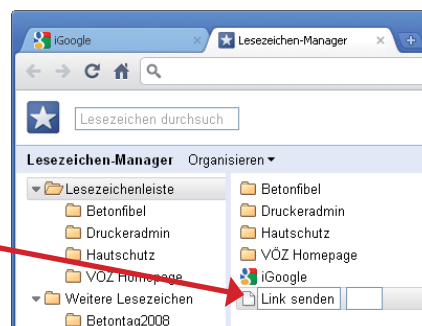 iGoogle
Lesezeichen-Manager
Lesezeichen durchsuch
Lesezeichen-Manager Organisieren
Lesezeichenleiste
Betonfibel
Druckeradmin
Hautschutz
VÖZ Homepage
Weitere Lesezeichen
Betontag2008
Betonfibel
Druckeradmin
Hautschutz
VÖZ Homepage
iGoogle
Link senden